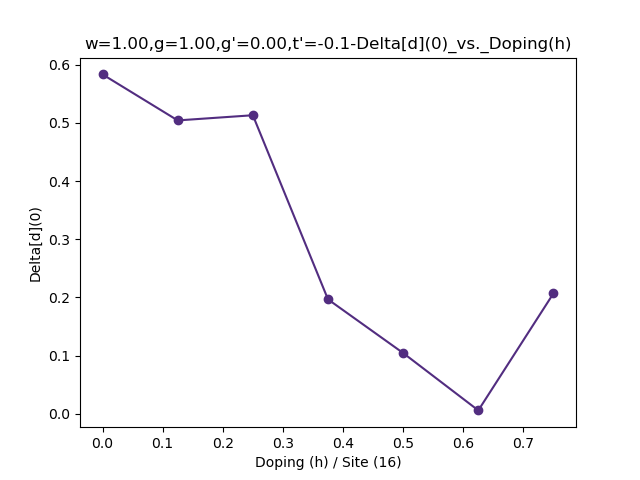 w=1.00,g=1.00,g'=0.00,t'=-0.1-Delta[d](0)_vs._Doping(h)
0.6
0.5
0.4
0.3
0.2
0.1
0.0
Delta[d](0)
0.0 0.1 0.2 0.3 0.4 0.5 0.6 0.7
Doping (h) / Site (16)